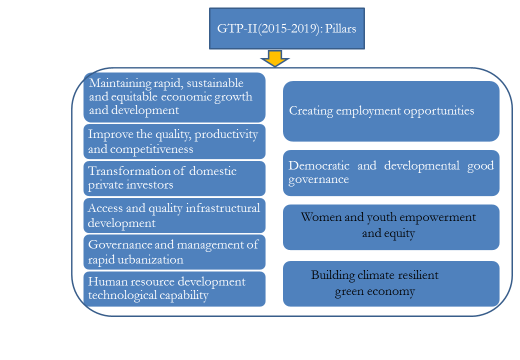 GTP-II(2015-2019): Pillars
Maintaining rapid, sustainable
and equitable economic growth
and development
Improve the quality, productivity
and competitiveness
Transformation of domestic
private investors
Access and quality infrastructural
development
Governance and management of
rapid urbanization
Human resource development
technological capability
Creating employment opportunities
Democratic and developmental good
governance
Women and youth empowerment
and equity
Building climate resilient
green economy